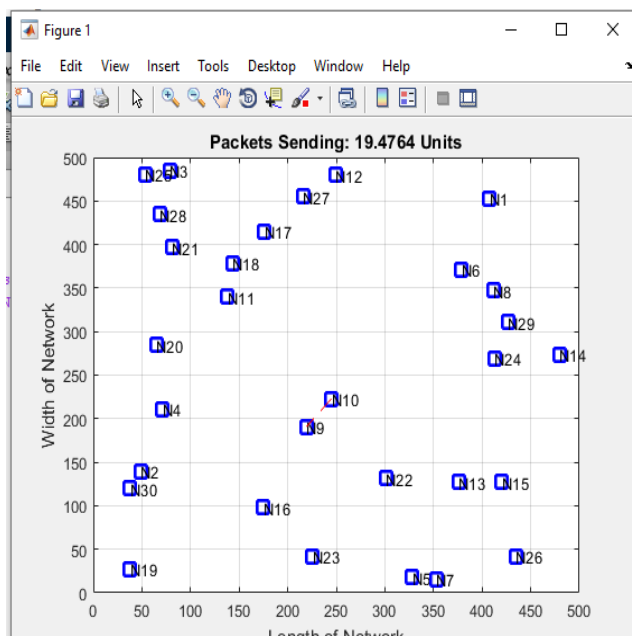 Figure 1
File Edit View Insert Tools Desktop Window Help
Packets Sending: 19.4764 Units
500
450
400
350
300
250
200
150
100
50
0
Width of Network
N3
N12
N27
N1
N28
N17
N21
N18
N6
N11
N8
N29
N20
N24
N14
N10
N4
N9
N2
N30
N22
N13
N15
N16
N23
N26
N19
N5
N7
0 50 100 150 200 250 300 350 400 450 500
Length of Network